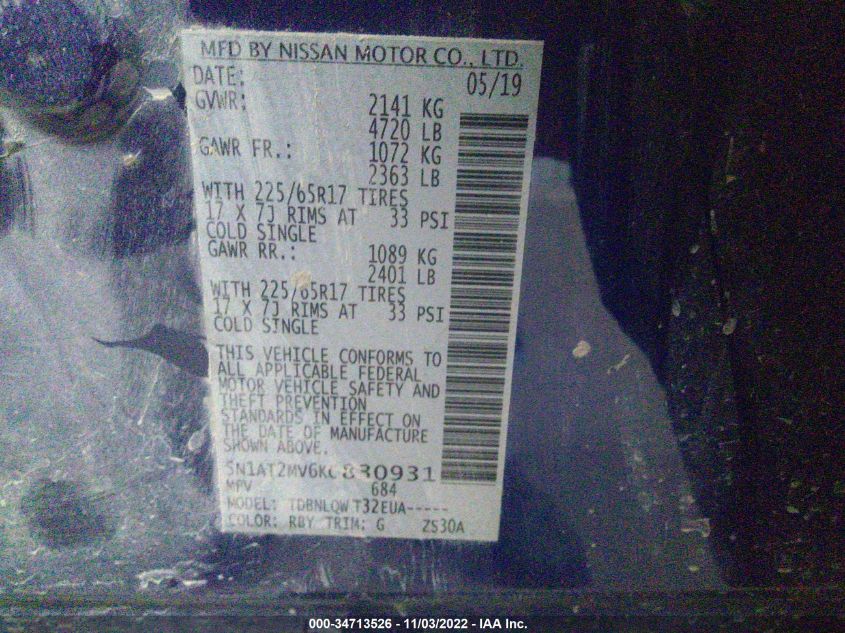 MFD BY NISSAN MOTOR CO., LTD.
DATE: 05/19
GVWR: 2141 KG
4720 LB
GAWR FR.: 1072 KG
2363 LB
WITH 225/65R17 TIRES
17 X 7J RIMS AT 33 PSI
COLD SINGLE
GAWR RR.: 1089 KG
2401 LB
WITH 225/65R17 TIRES
17 X 7J RIMS AT 33 PSI
COLD SINGLE
THIS VEHICLE CONFORMS TO
ALL APPLICABLE FEDERAL
MOTOR VEHICLE SAFETY AND
THEFT PREVENTION
STANDARDS IN EFFECT ON
THE DATE OF MANUFACTURE
SHOWN ABOVE.
5N1AT2MV6KC830931
MPV 684
MODEL: TDBNLQW T32EUA-----
COLOR: RBY TRIM: G ZS30A
000-34713526 - 11/03/2022 - IAA Inc.